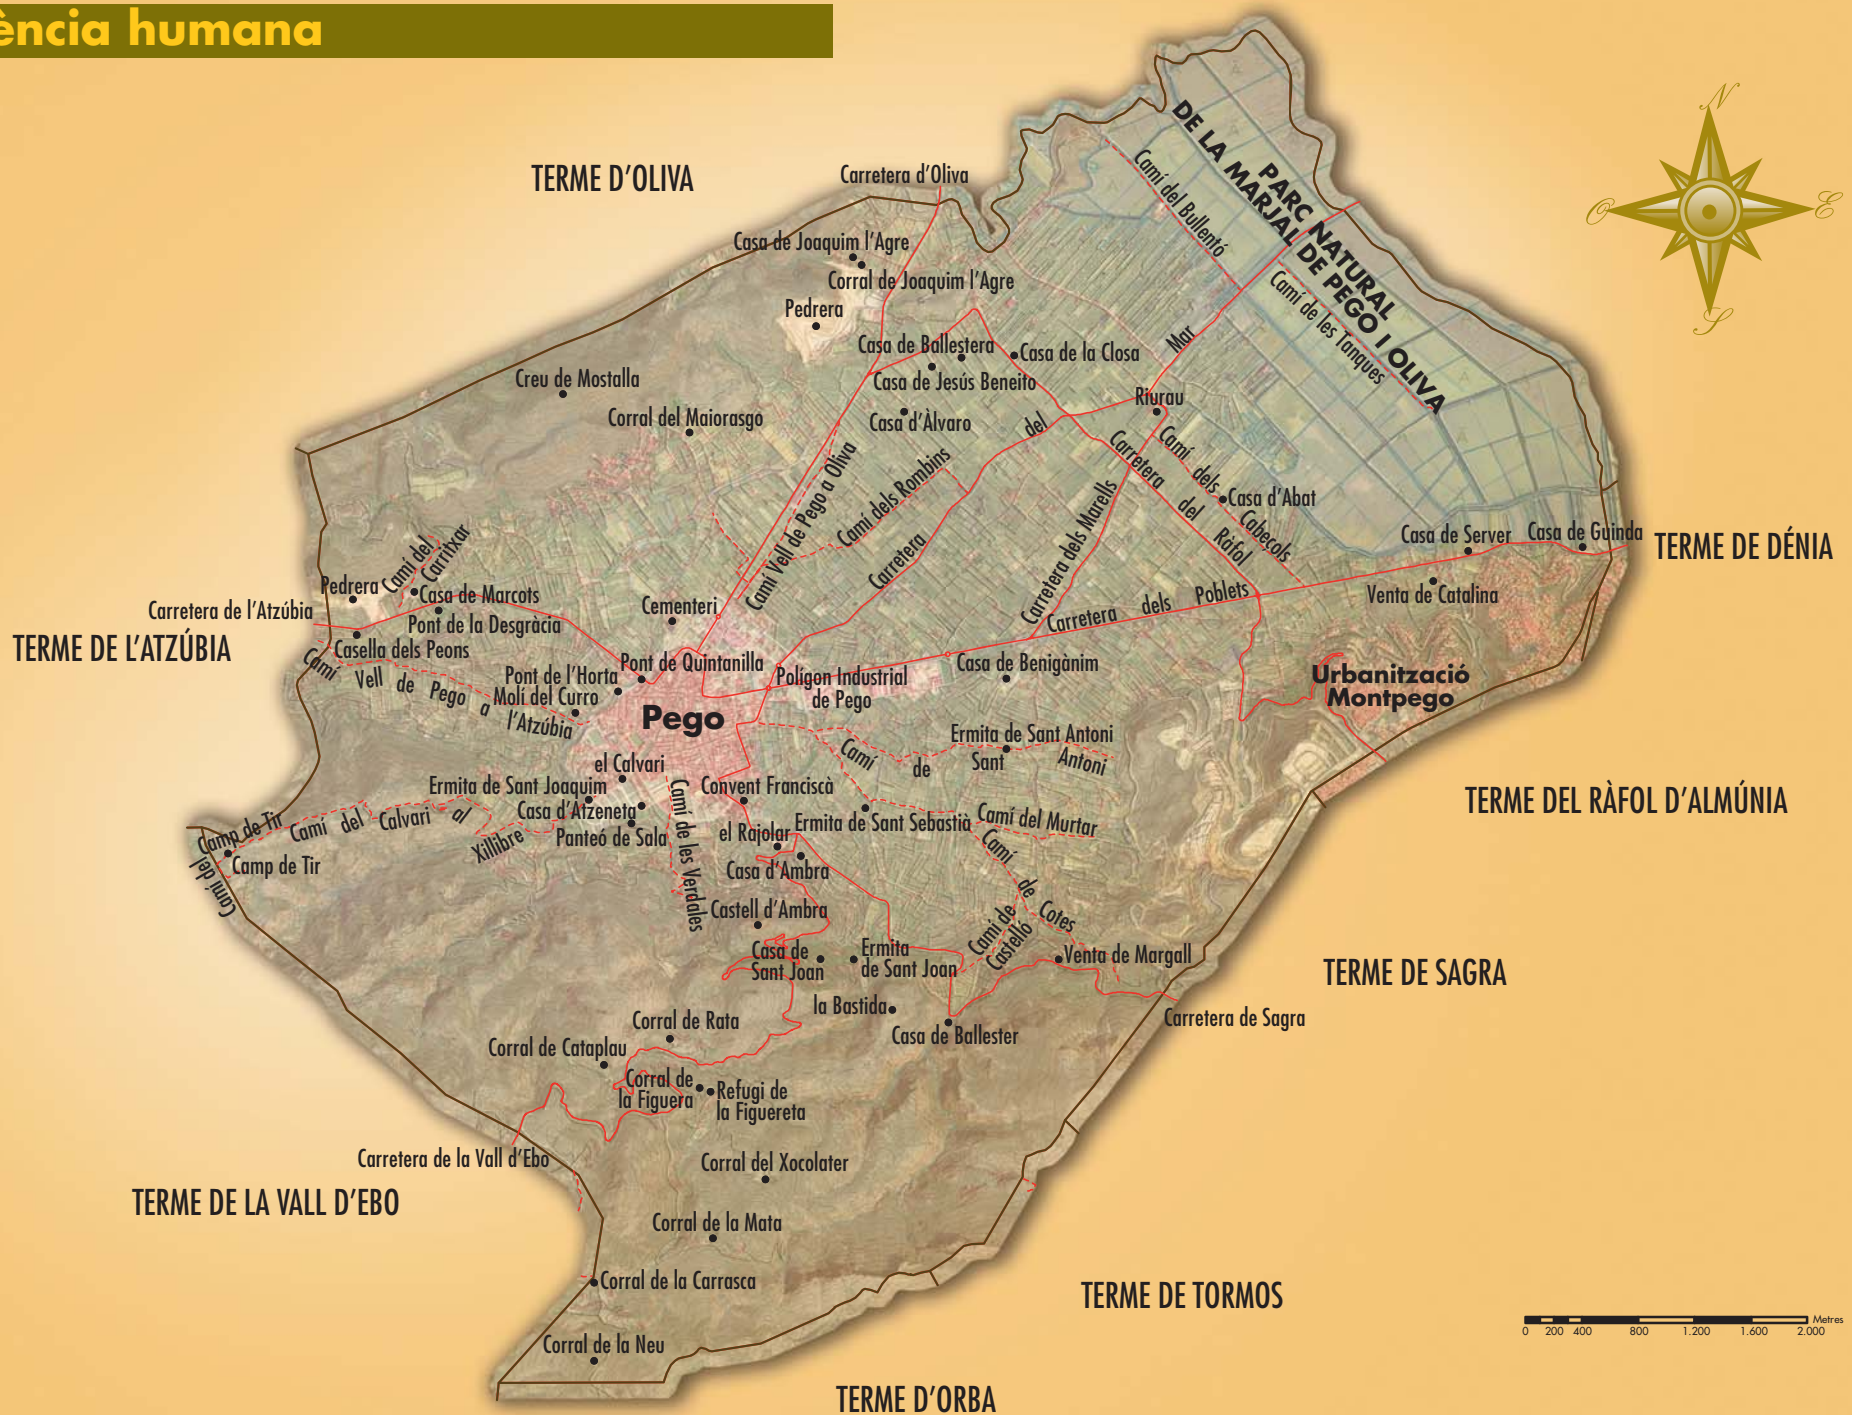 ència humana
N
O
E
S
TERME D'OLIVA
Carretera d'Oliva
PARC NATURAL
DE LA MARJAL DE PEGO I OLIVA
Camí del Bullentó
Camí de les Tanques
Casa de Joaquim l'Agre
Corral de Joaquim l'Agre
Pedrera
Casa de Ballestera
Casa de la Closa
Casa de Jesús Beneito
Casa d'Àlvaro
Mar
Riurau
Creu de Mostalla
Corral del Maiorasgo
del
Camí Vell de Pego a Oliva
Camí dels Rombins
Carretera
Carretera del Ràfol
Camí dels Cabeçols
Casa d'Abat
Carretera dels Marells
Casa de Server
Casa de Guinda
TERME DE DÉNIA
Venta de Catalina
Carretera dels Poblets
Camí del
Carritxar
Pedrera
Casa de Marcots
Carretera de l'Atzúbia
Pont de la Desgràcia
Cementeri
TERME DE L'ATZÚBIA
Casella dels Peons
Camí Vell de Pego a l'Atzúbia
Pont de Quintanilla
Pont de l'Horta
Molí del Curro
Polígon Industrial
de Pego
Casa de Benigànim
Urbanització
Montpego
Pego
Ermita de Sant Antoni
Camí de Sant Antoni
el Calvari
Ermita de Sant Joaquim
Casa d'Atzeneta
Panteó de Sala
Convent Franciscà
Camí de les Verdales
el Rajolar
Ermita de Sant Sebastià
Camí del Murtar
TERME DEL RÀFOL D'ALMÚNIA
Camí del Calvari al Xillibre
Camí del Camp de Tir
Camp de Tir
Casa d'Ambra
Castell d'Ambra
Camí de Cotes
Camí de
Castelló
Casa de
Sant Joan
Ermita
de Sant Joan
Venta de Margall
TERME DE SAGRA
la Bastida
Casa de Ballester
Carretera de Sagra
Corral de Rata
Corral de Cataplau
Corral de
la Figuera
Refugi de
la Figuereta
Carretera de la Vall d'Ebo
Corral del Xocolater
TERME DE LA VALL D'EBO
Corral de la Mata
Corral de la Carrasca
TERME DE TORMOS
Corral de la Neu
TERME D'ORBA
Metres
0 200 400 800 1.200 1.600 2.000